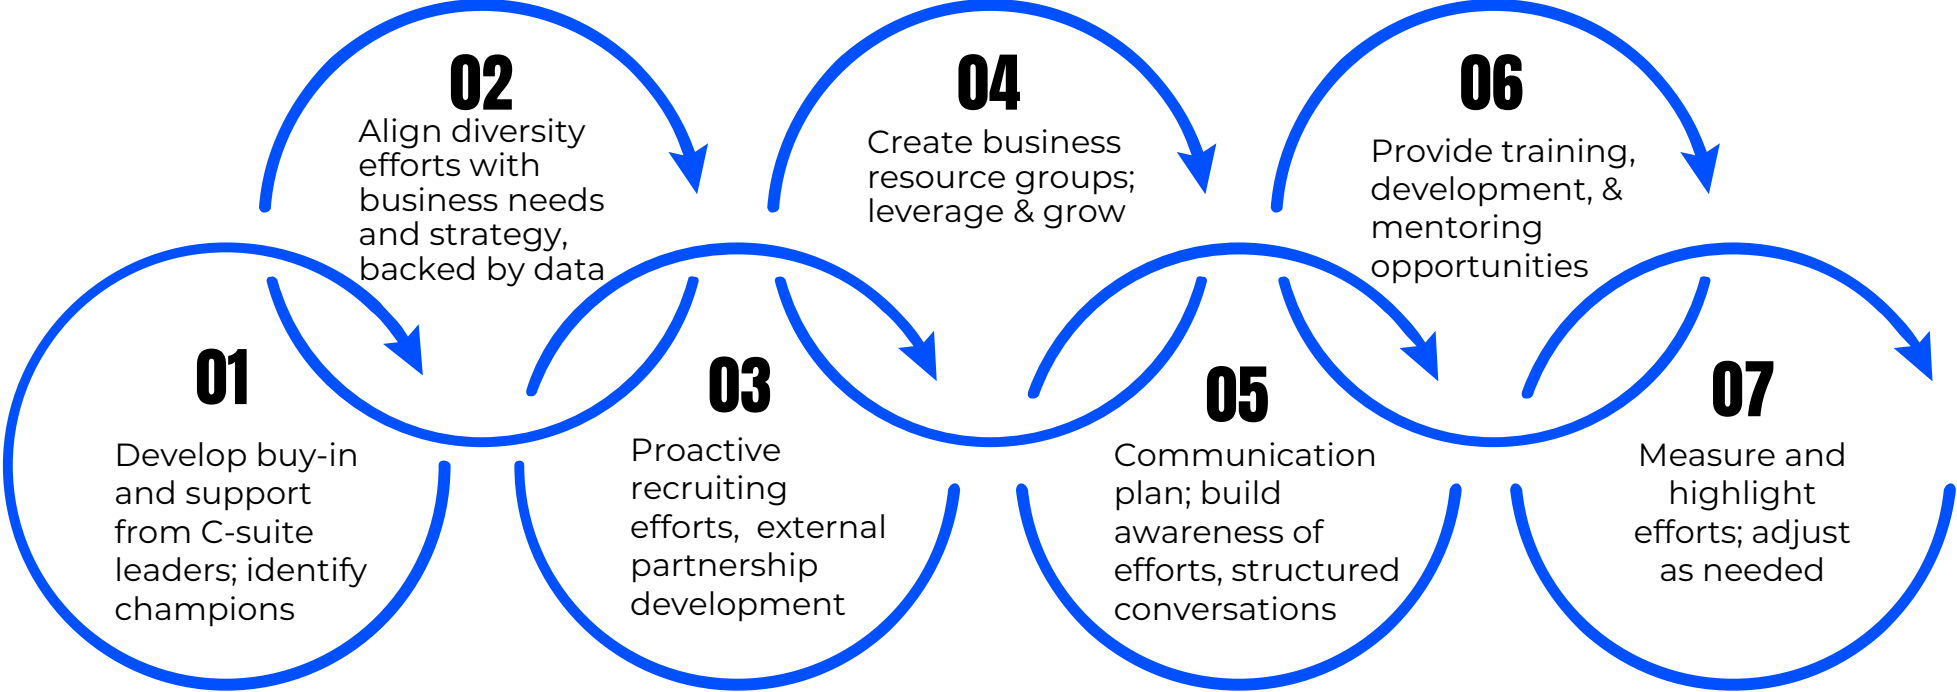 01
Develop buy-in
and support
from C-suite
leaders; identify
champions
02
Align diversity
efforts with
business needs
and strategy,
backed by data
03
Proactive
recruiting
efforts,  external
partnership
development
04
Create business
resource groups;
leverage & grow
05
Communication
plan; build
awareness of
efforts, structured
conversations
06
Provide training,
development, &
mentoring
opportunities
07
Measure and
highlight
efforts; adjust
as needed